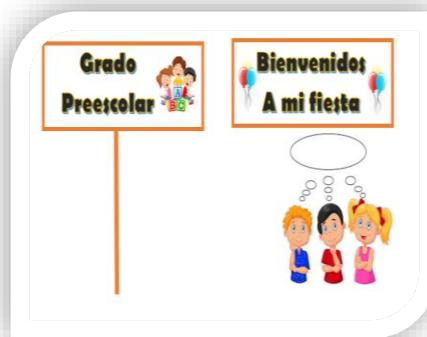 Grado
Preescolar
A
B C
Bienvenidos
A mi fiesta